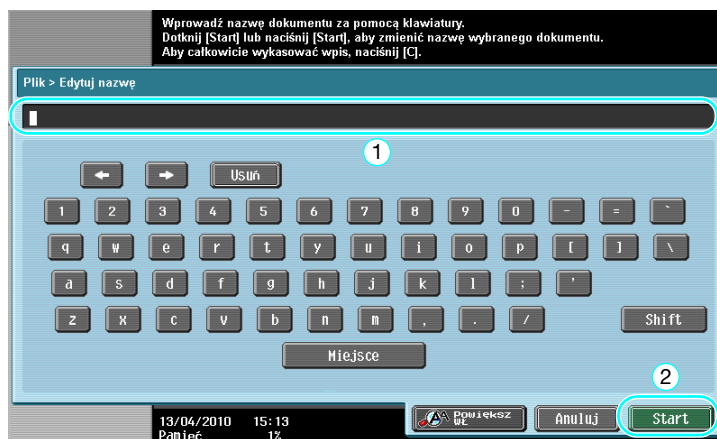 Wprowadź nazwę dokumentu za pomocą klawiatury.
Dotknij [Start] lub naciśnij [Start], aby zmienić nazwę wybranego dokumentu.
Aby całkowicie wykasować wpis, naciśnij [C].
Plik > Edytuj nazwę
1
← → Usuń
1 2 3 4 5 6 7 8 9 0 - = `
q w e r t y u i o p [ ] \
a s d f g h j k l ; '
z x c v b n m , . / Shift
Miejsce
2
Powiększ WŁ Anuluj Start
13/04/2010 15:13
Pamięć 1%